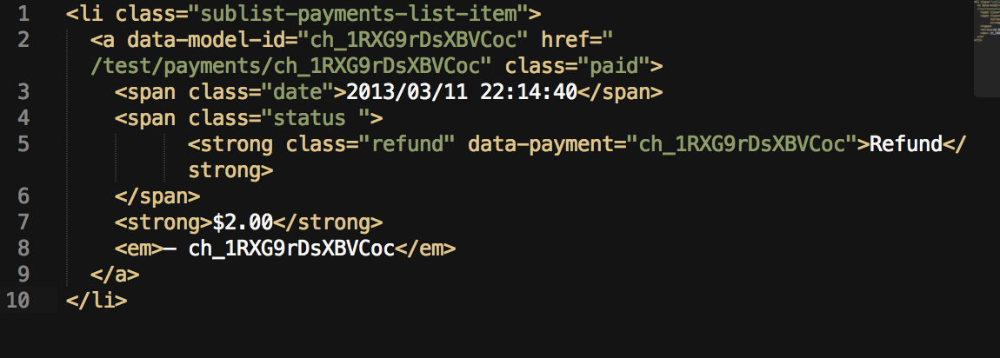 1 <li class="sublist-payments-list-item">
2 <a data-model-id="ch_1RXG9rDsXBVCoc" href="
/test/payments/ch_1RXG9rDsXBVCoc" class="paid">
3 <span class="date">2013/03/11 22:14:40</span>
4 <span class="status ">
5 <strong class="refund" data-payment="ch_1RXG9rDsXBVCoc">Refund</
strong>
6 </span>
7 <strong>$2.00</strong>
8 <em>— ch_1RXG9rDsXBVCoc</em>
9 </a>
10 </li>